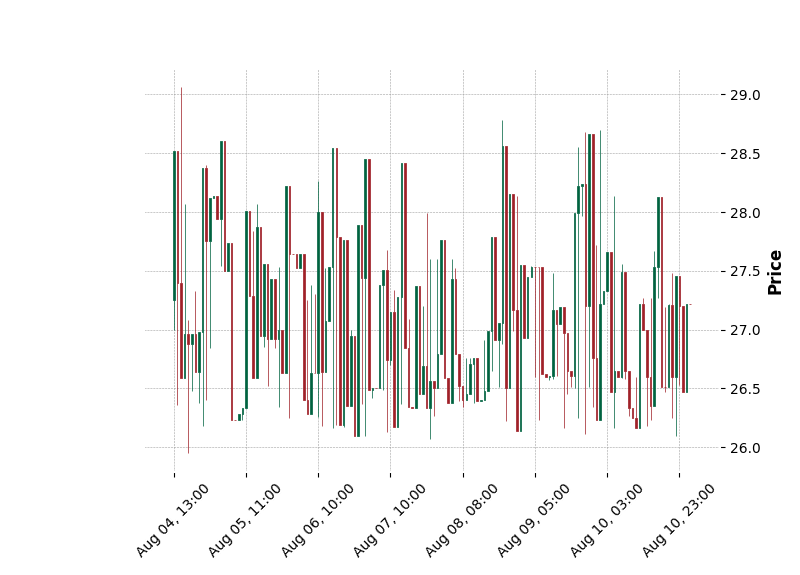 29.0
28.5
28.0
27.5
27.0
26.5
26.0
Price
Aug 04, 13:00
Aug 05, 11:00
Aug 06, 10:00
Aug 07, 10:00
Aug 08, 08:00
Aug 09, 05:00
Aug 10, 03:00
Aug 10, 23:00